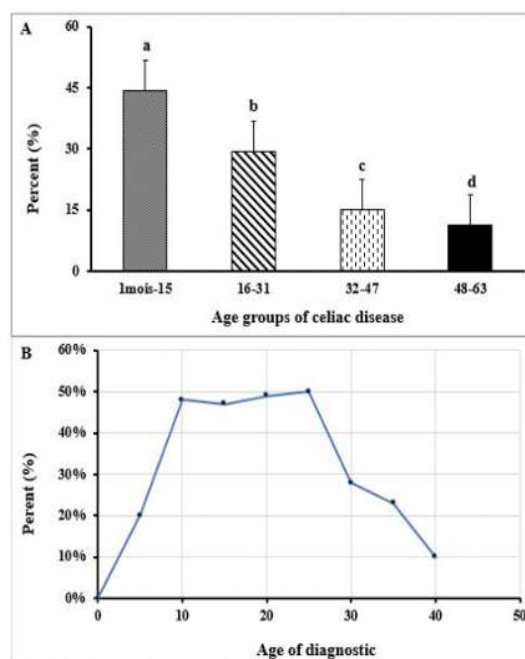 A
60
a
45
b
30
c
d
15
0
Percent (%)
1mois-15 16-31 32-47 48-63
Age groups of celiac disease
B
60%
50%
40%
30%
20%
10%
0%
Perent (%)
0 10 20 30 40 50
Age of diagnostic